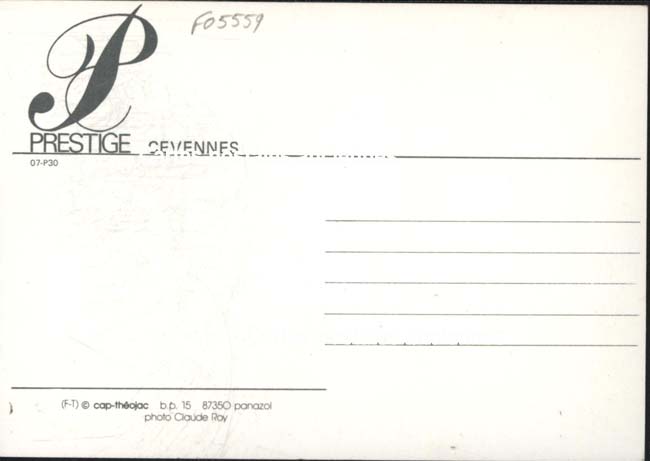 F05559
P
PRESTIGE CEVENNES
07-P30
(F-T) © cap-théojac b.p. 15 87350 panazol
photo Claude Roy